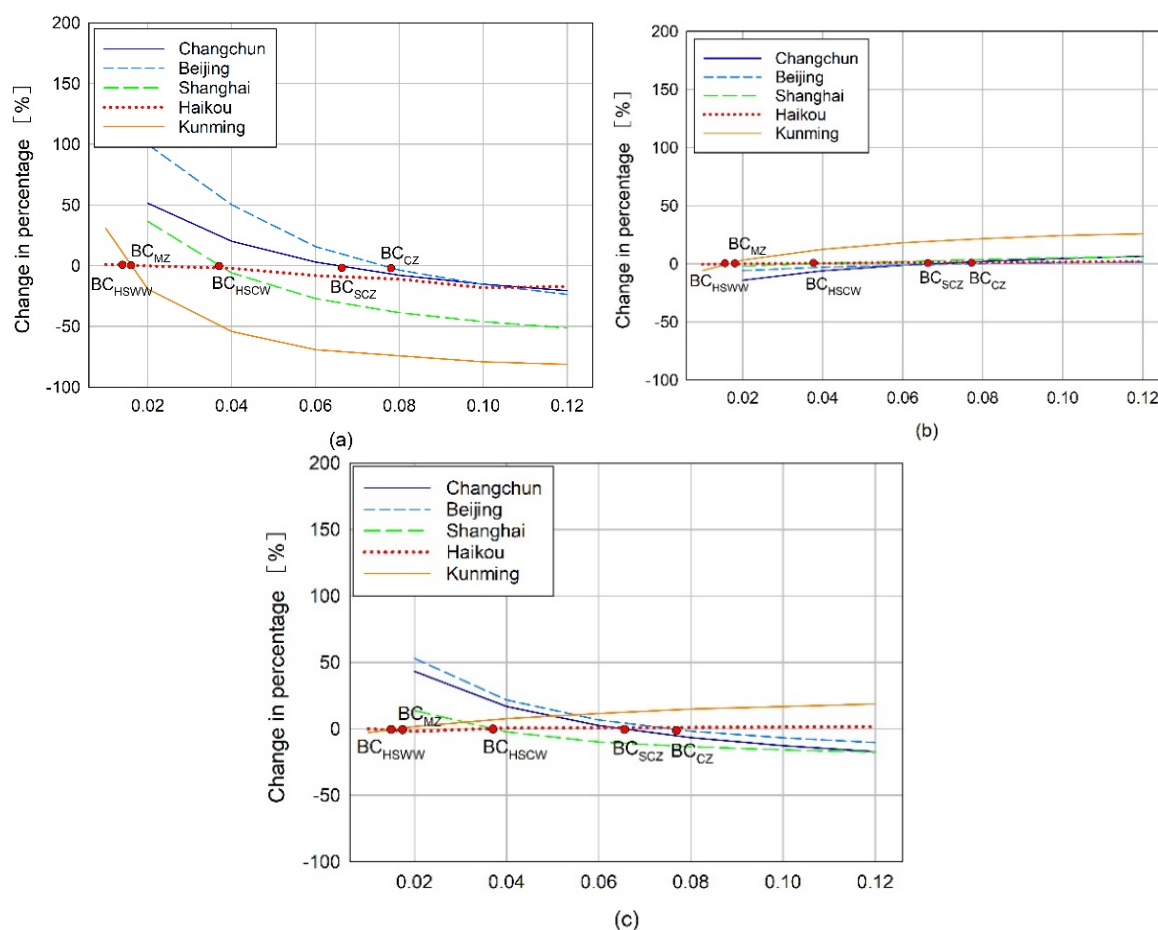 200
150
100
50
0
-50
-100
Change in percentage [%]
Changchun
Beijing
Shanghai
Haikou
Kunming
BC_MZ
BC_CZ
BC_HSWW
BC_HSCW
BC_SCZ
0.02 0.04 0.06 0.08 0.10 0.12
(a)
200
150
100
50
0
-50
-100
Change in percentage [%]
Changchun
Beijing
Shanghai
Haikou
Kunming
BC_MZ
BC_HSWW
BC_HSCW
BC_SCZ
BC_CZ
0.02 0.04 0.06 0.08 0.10 0.12
(b)
200
150
100
50
0
-50
-100
Change in percentage [%]
Changchun
Beijing
Shanghai
Haikou
Kunming
BC_MZ
BC_HSWW
BC_HSCW
BC_SCZ
BC_CZ
0.02 0.04 0.06 0.08 0.10 0.12
(c)